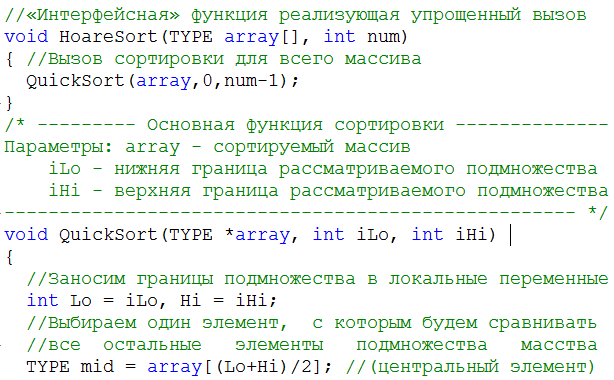 //«Интерфейсная» функция реализующая упрощенный вызов
void HoareSort(TYPE array[], int num)
{ //Вызов сортировки для всего массива
QuickSort(array,0,num-1);
}
/* --------- Основная функция сортировки --------------
Параметры: array - сортируемый массив
iLo - нижняя граница рассматриваемого подмножества
iHi - верхняя граница рассматриваемого подмножества
---------------------------------------------------- */
void QuickSort(TYPE *array, int iLo, int iHi)
{
//Заносим границы подмножества в локальные переменные
int Lo = iLo, Hi = iHi;
//Выбираем один элемент, с которым будем сравнивать
//все остальные элементы подмножества масства
TYPE mid = array[(Lo+Hi)/2]; //(центральный элемент)